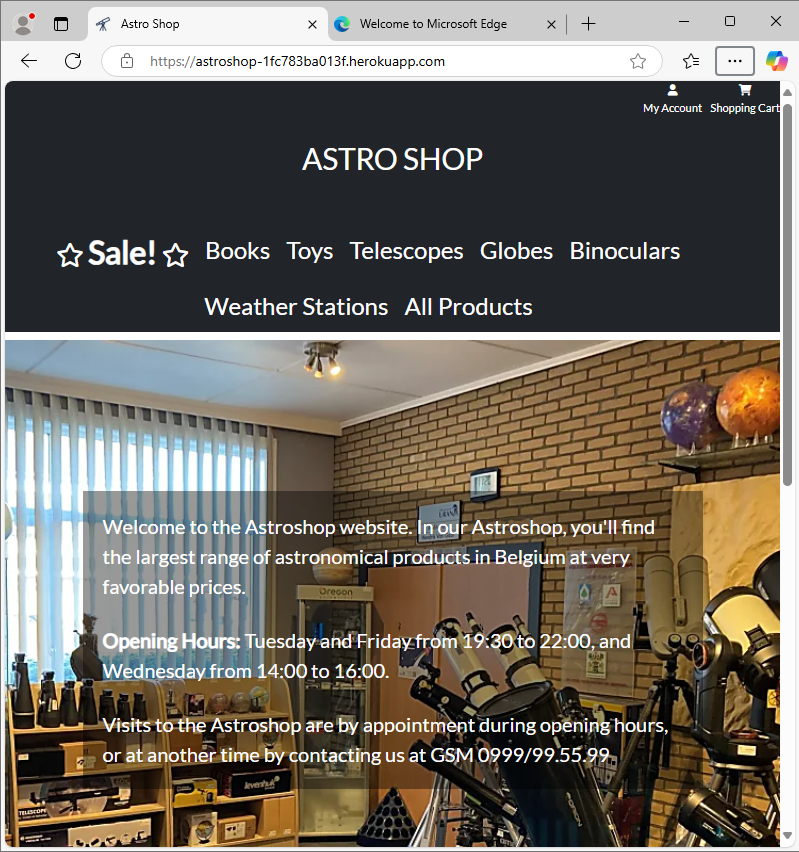 Astro Shop
Welcome to Microsoft Edge
https://astroshop-1fc783ba013f.herokuapp.com
My Account Shopping Cart
ASTRO SHOP
Sale! Books Toys Telescopes Globes Binoculars
Weather Stations All Products
Welcome to the Astroshop website. In our Astroshop, you'll find
the largest range of astronomical products in Belgium at very
favorable prices.
Oregon
Opening Hours: Tuesday and Friday from 19:30 to 22:00, and
Wednesday from 14:00 to 16:00.
Visits to the Astroshop are by appointment during opening hours,
or at another time by contacting us at GSM 0999/99.55.99
levenhuk
TELESCOPE